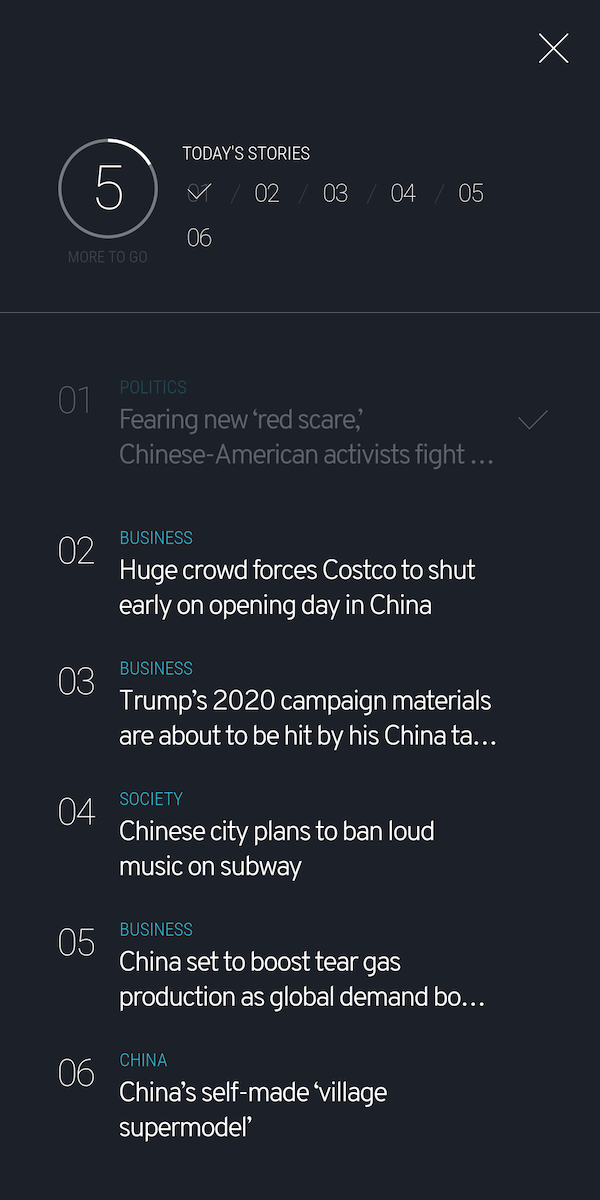 5
MORE TO GO
TODAY'S STORIES
01 / 02 / 03 / 04 / 05
06
01
POLITICS
Fearing new ‘red scare,’
Chinese-American activists fight ...
02
BUSINESS
Huge crowd forces Costco to shut
early on opening day in China
03
BUSINESS
Trump’s 2020 campaign materials
are about to be hit by his China ta...
04
SOCIETY
Chinese city plans to ban loud
music on subway
05
BUSINESS
China set to boost tear gas
production as global demand bo...
06
CHINA
China’s self-made ‘village
supermodel’